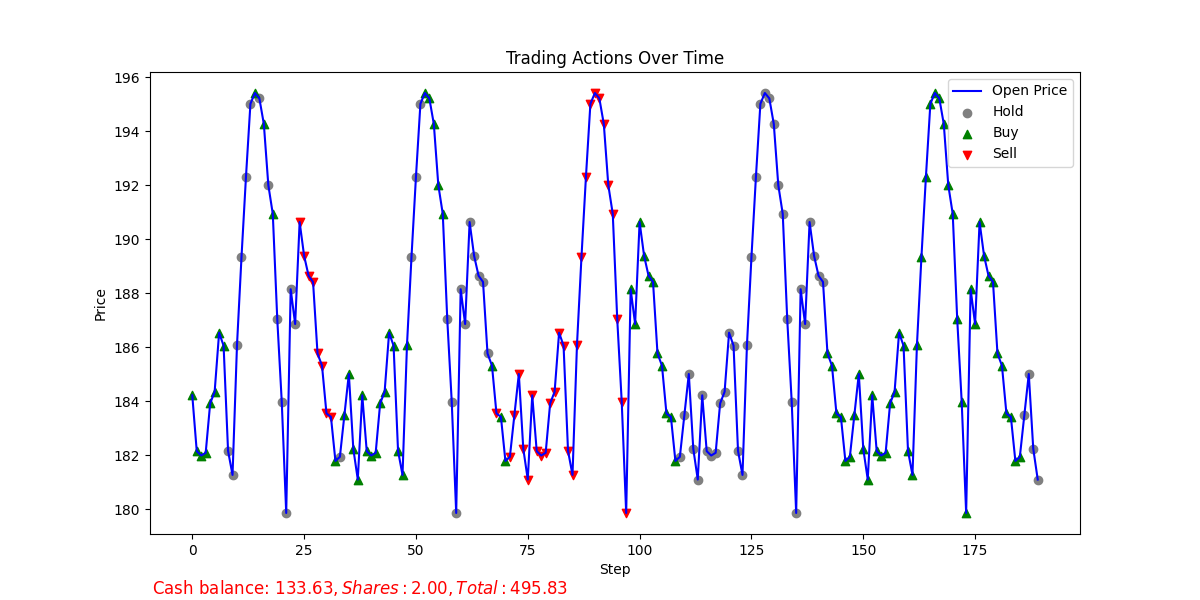 Trading Actions Over Time
196
194
192
190
188
186
184
182
180
Price
Open Price
Hold
Buy
Sell
0 25 50 75 100 125 150 175
Step
Cash balance: 133.63, Shares : 2.00, Total : 495.83